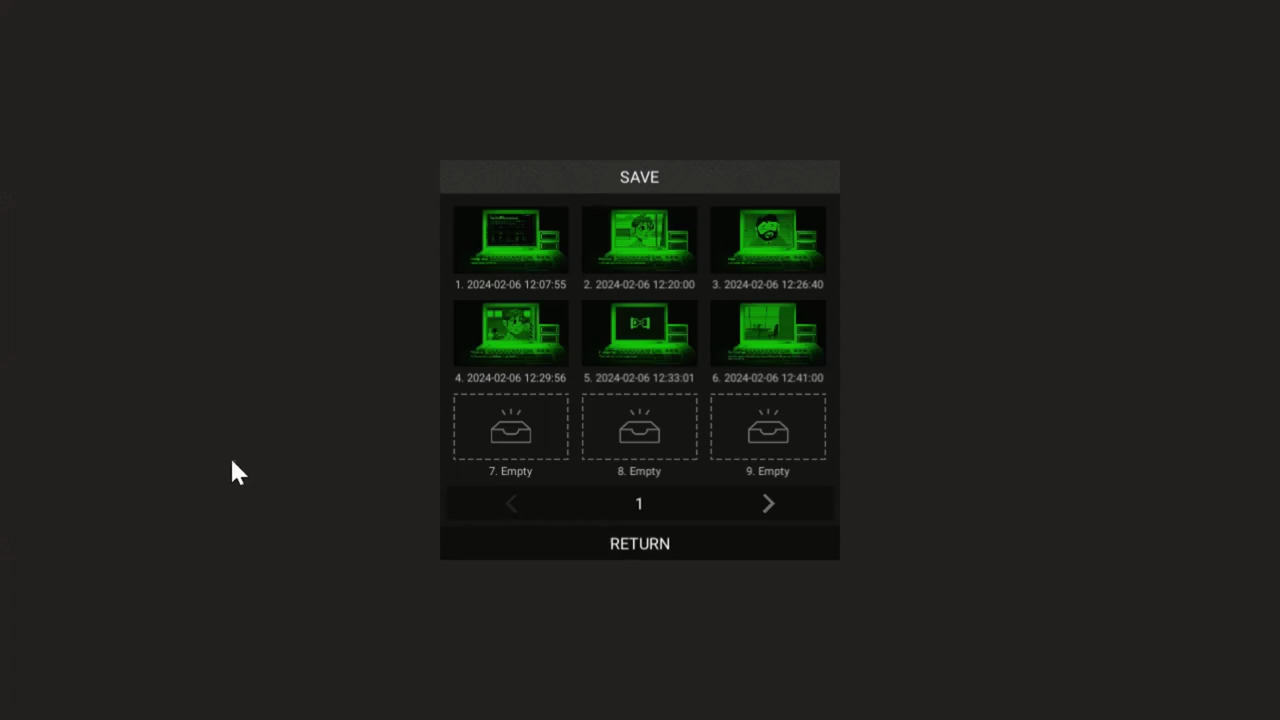 SAVE
1. 2024-02-06 12:07:55
2. 2024-02-06 12:20:00
3. 2024-02-06 12:26:40
4. 2024-02-06 12:29:56
5. 2024-02-06 12:33:01
6. 2024-02-06 12:41:00
7. Empty
8. Empty
9. Empty
1
RETURN